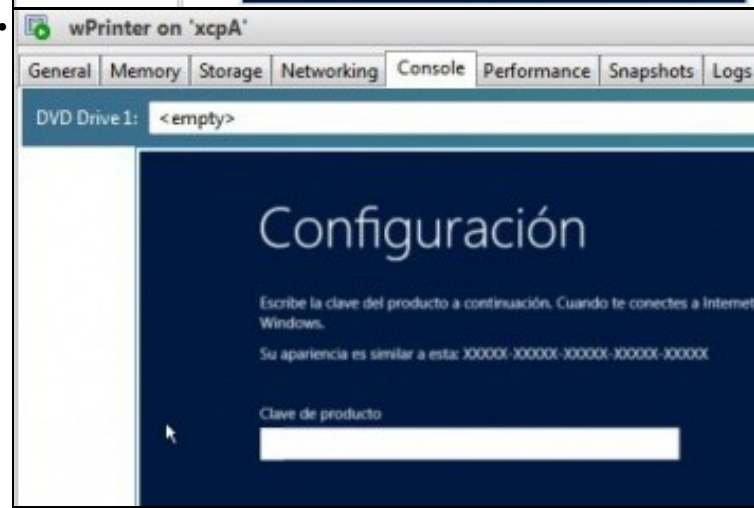 wPrinter on 'xcpA'
General Memory Storage Networking Console Performance Snapshots Logs
DVD Drive 1: <empty>
Configuración
Escribe la clave del producto a continuación. Cuando te conectes a Internet
Windows.
Su apariencia es similar a esta: XXXXX-XXXXX-XXXXX-XXXXX-XXXXX
Clave de producto